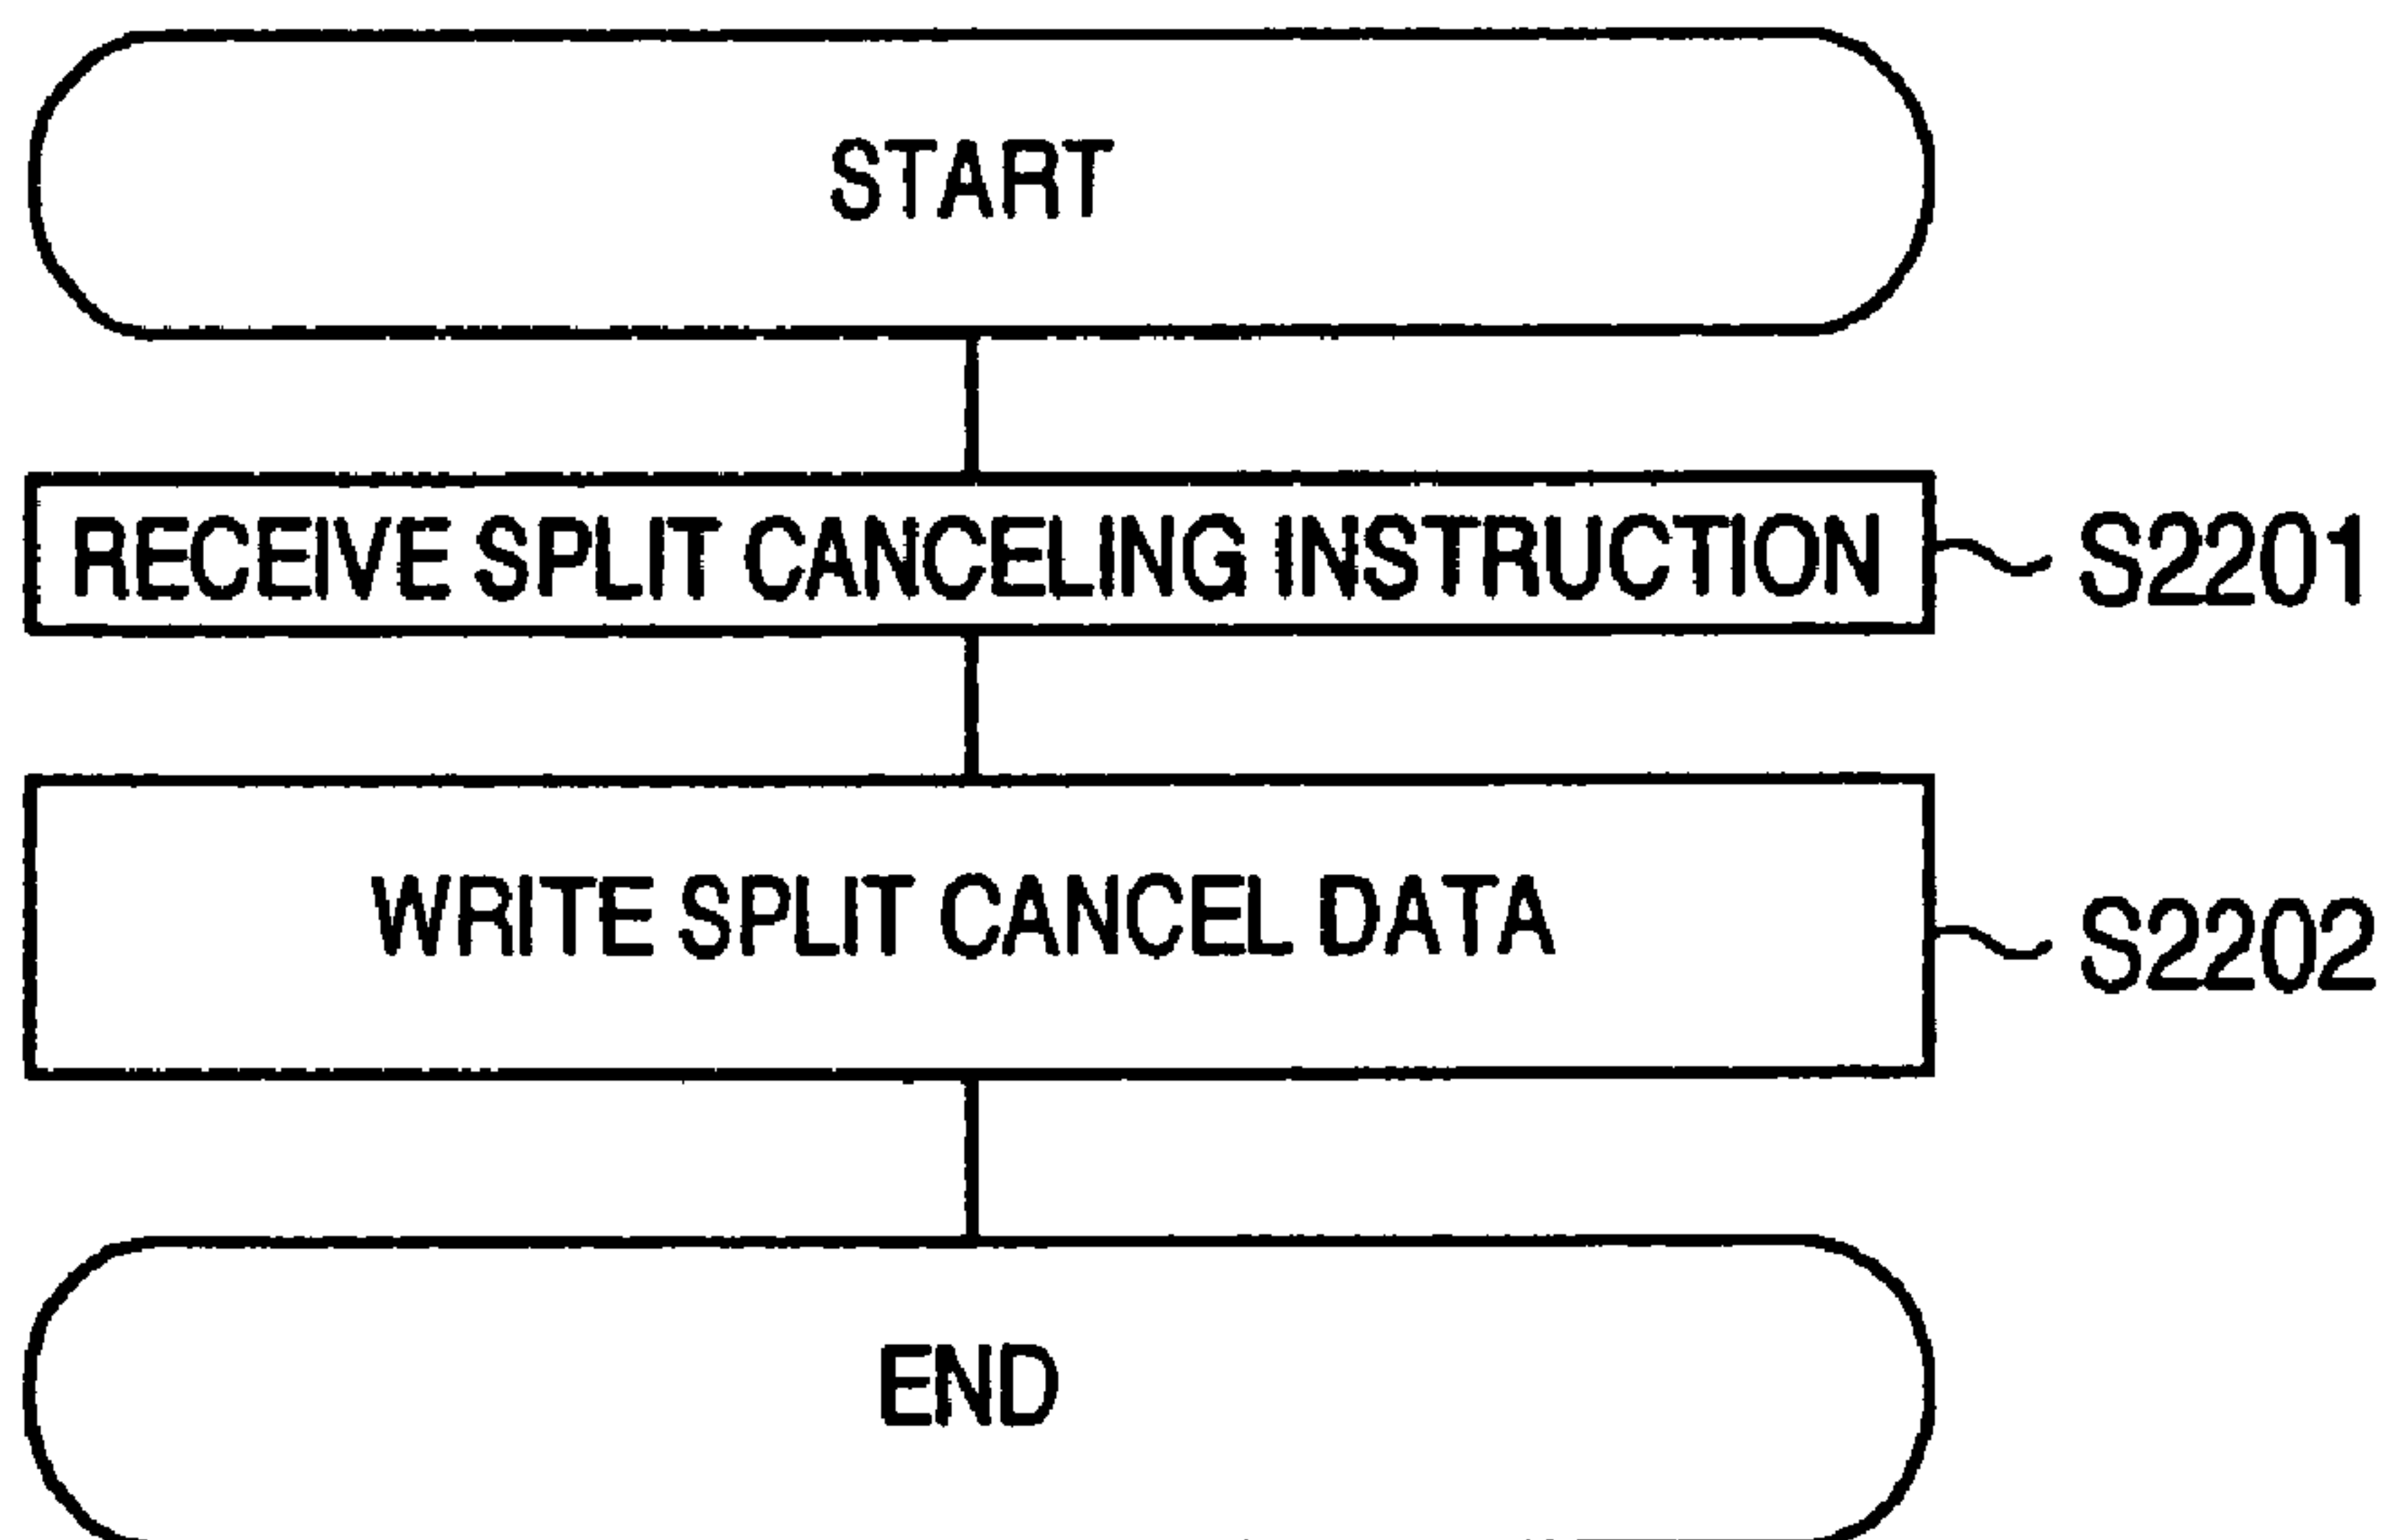 START
RECEIVE SPLIT CANCELING INSTRUCTION
S2201
WRITE SPLIT CANCEL DATA
S2202
END